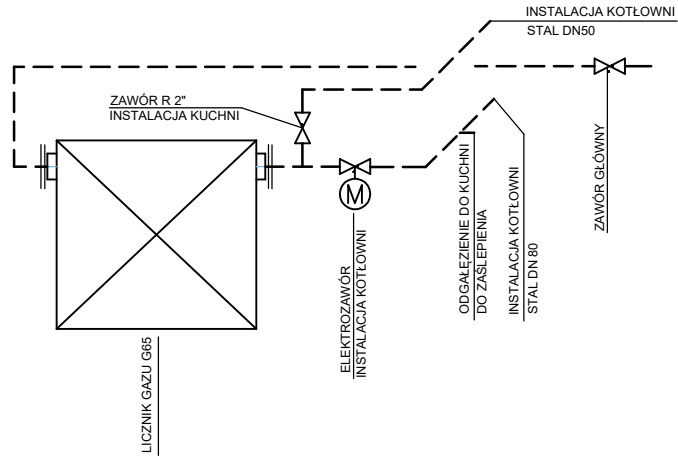 INSTALACJA KOTŁOWNI
STAL DN50
ZAWÓR R 2"
INSTALACJA KUCHNI
M
ZAWÓR GŁÓWNY
ODGAŁĘZIENIE DO KUCHNI
DO ZAŚLEPIENIA
INSTALACJA KOTŁOWNI
STAL DN 80
ELEKTROZAWÓR
INSTALACJA KOTŁOWNI
LICZNIK GAZU G65